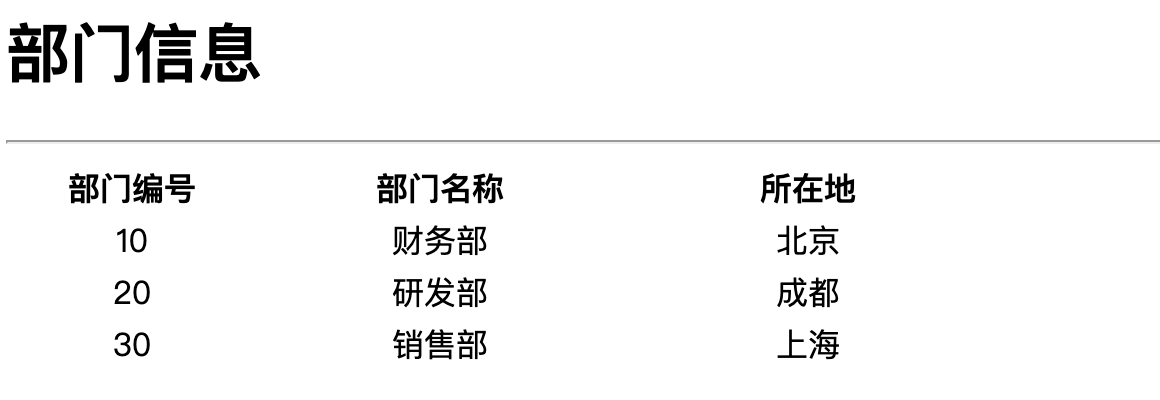 部门信息
部门编号 部门名称 所在地
10 财务部 北京
20 研发部 成都
30 销售部 上海